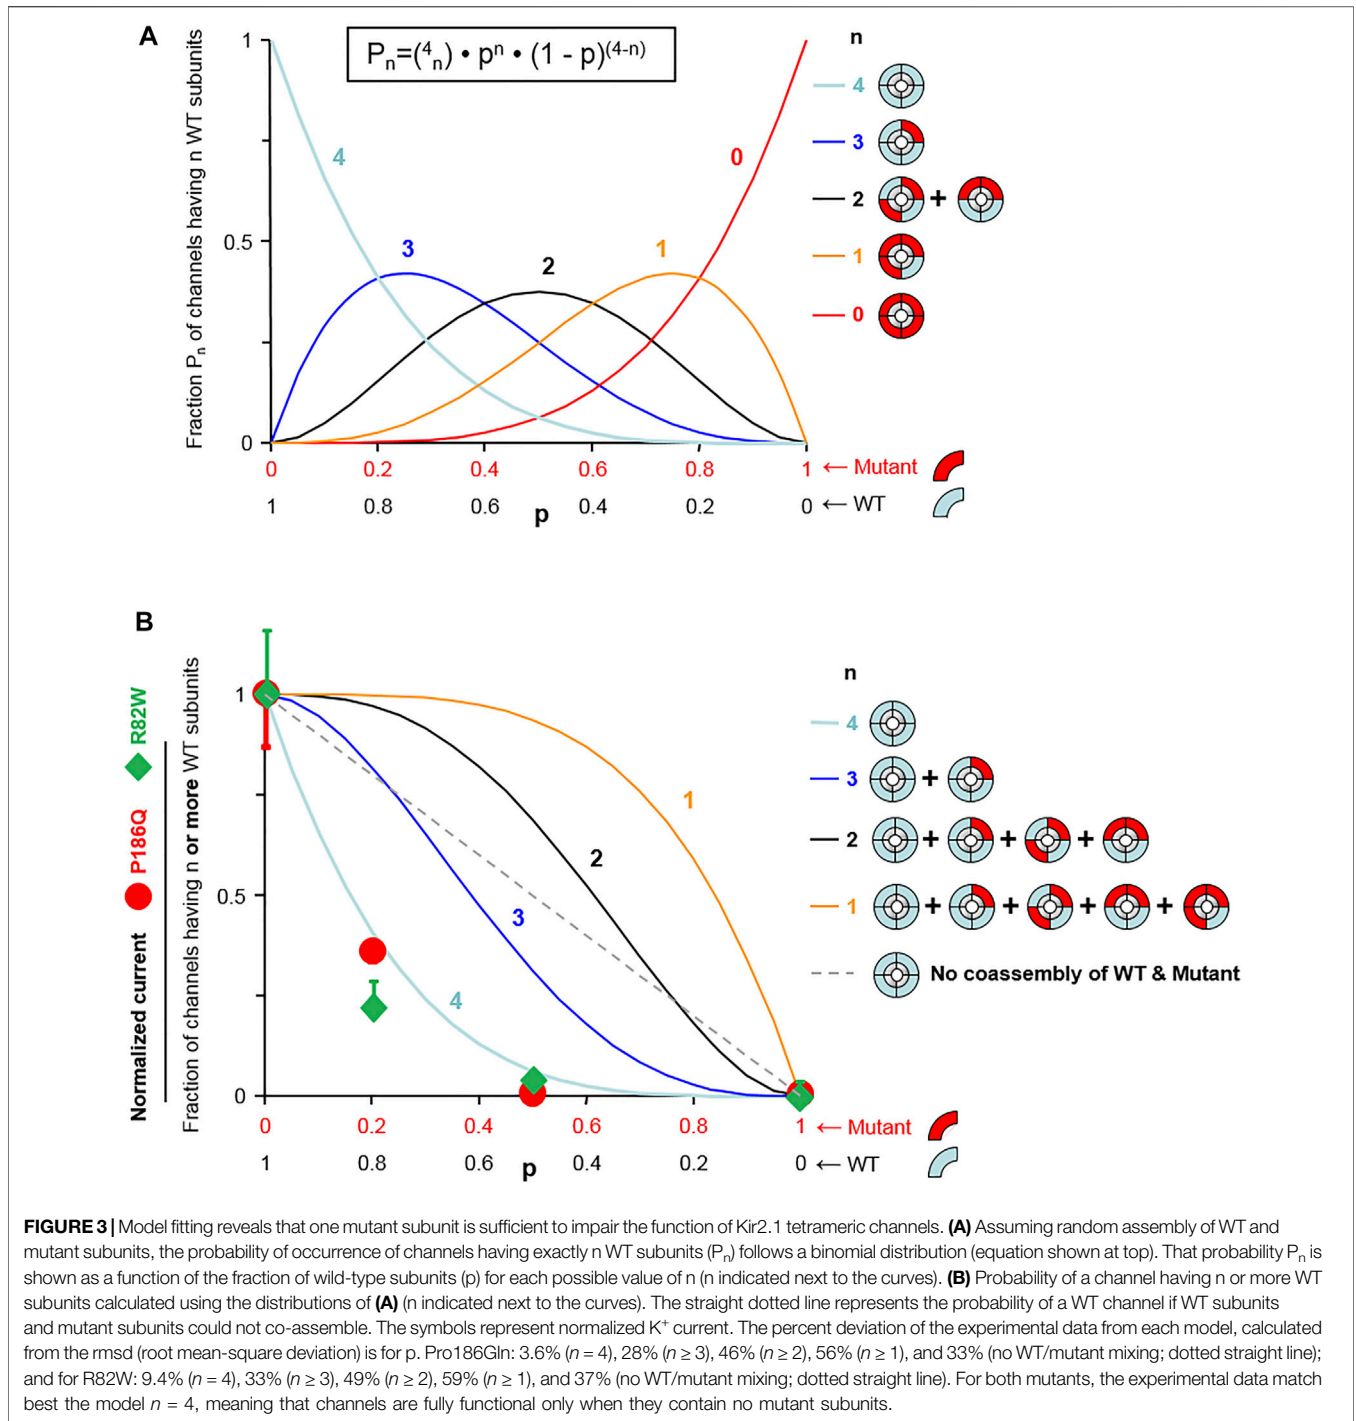 A
Fraction Pn of channels having n WT subunits
Pn=(4n) • pn • (1 - p)(4-n)
1
0.5
0
4
3
2
1
0
n
4
3
2 +
1
0
0 0.2 0.4 0.6 0.8 1 ← Mutant
1 0.8 0.6 p 0.4 0.2 0 ← WT
B
Normalized current P186Q R82W
Fraction of channels having n or more WT subunits
1
0.5
0
1
2
3
4
n
4
3 +
2 + + +
1 + + + +
No coassembly of WT & Mutant
0 0.2 0.4 0.6 0.8 1 ← Mutant
1 0.8 0.6 p 0.4 0.2 0 ← WT
FIGURE 3 | Model fitting reveals that one mutant subunit is sufficient to impair the function of Kir2.1 tetrameric channels. (A) Assuming random assembly of WT and
mutant subunits, the probability of occurrence of channels having exactly n WT subunits (Pn) follows a binomial distribution (equation shown at top). That probability Pn is
shown as a function of the fraction of wild-type subunits (p) for each possible value of n (n indicated next to the curves). (B) Probability of a channel having n or more WT
subunits calculated using the distributions of (A) (n indicated next to the curves). The straight dotted line represents the probability of a WT channel if WT subunits
and mutant subunits could not co-assemble. The symbols represent normalized K+ current. The percent deviation of the experimental data from each model, calculated
from the rmsd (root mean-square deviation) is for p. Pro186Gln: 3.6% (n = 4), 28% (n ≥ 3), 46% (n ≥ 2), 56% (n ≥ 1), and 33% (no WT/mutant mixing; dotted straight line);
and for R82W: 9.4% (n = 4), 33% (n ≥ 3), 49% (n ≥ 2), 59% (n ≥ 1), and 37% (no WT/mutant mixing; dotted straight line). For both mutants, the experimental data match
best the model n = 4, meaning that channels are fully functional only when they contain no mutant subunits.